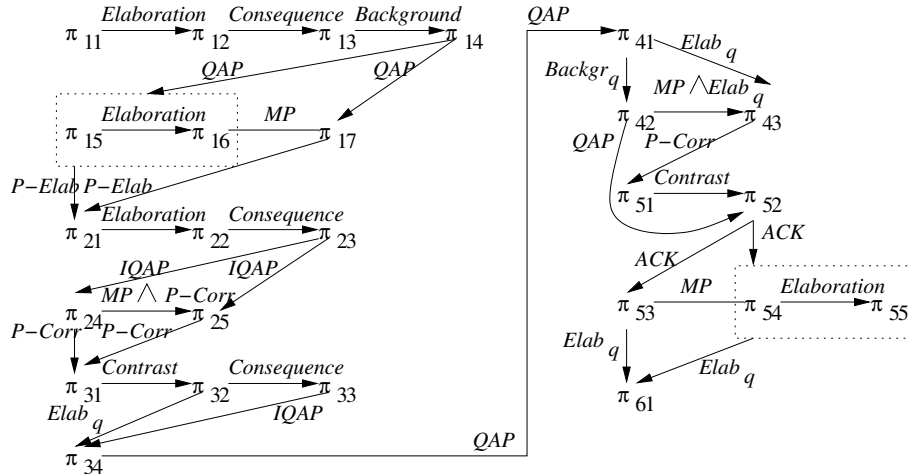 Elaboration Consequence Background
π 11 π 12 π 13 π 14
QAP QAP
Elaboration MP
π 15 π 16 π 17
P−Elab P−Elab
Elaboration Consequence
π 21 π 22 π 23
IQAP IQAP
MP ∧ P−Corr
π 24 π 25
P−Corr P−Corr
Contrast Consequence
π 31 π 32 π 33
Elab q IQAP
π 34
QAP
QAP
π 41
Elab q
Backgr q
MP ∧ Elab q
π 42 π 43
QAP P−Corr
Contrast
π 51 π 52
ACK ACK
MP Elaboration
π 53 π 54 π 55
Elab q Elab q
π 61